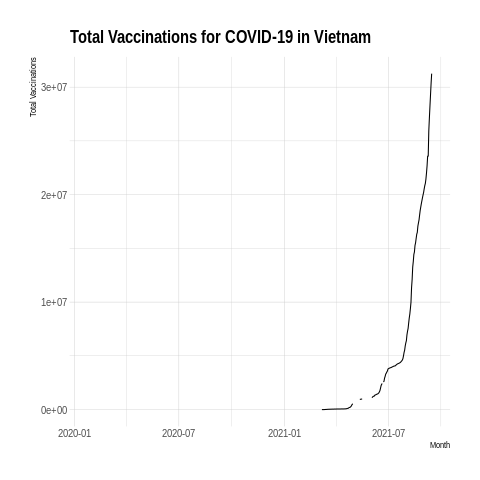 Total Vaccinations for COVID-19 in Vietnam
Total Vaccinations
3e+07
2e+07
1e+07
0e+00
2020-01 2020-07 2021-01 2021-07
Month